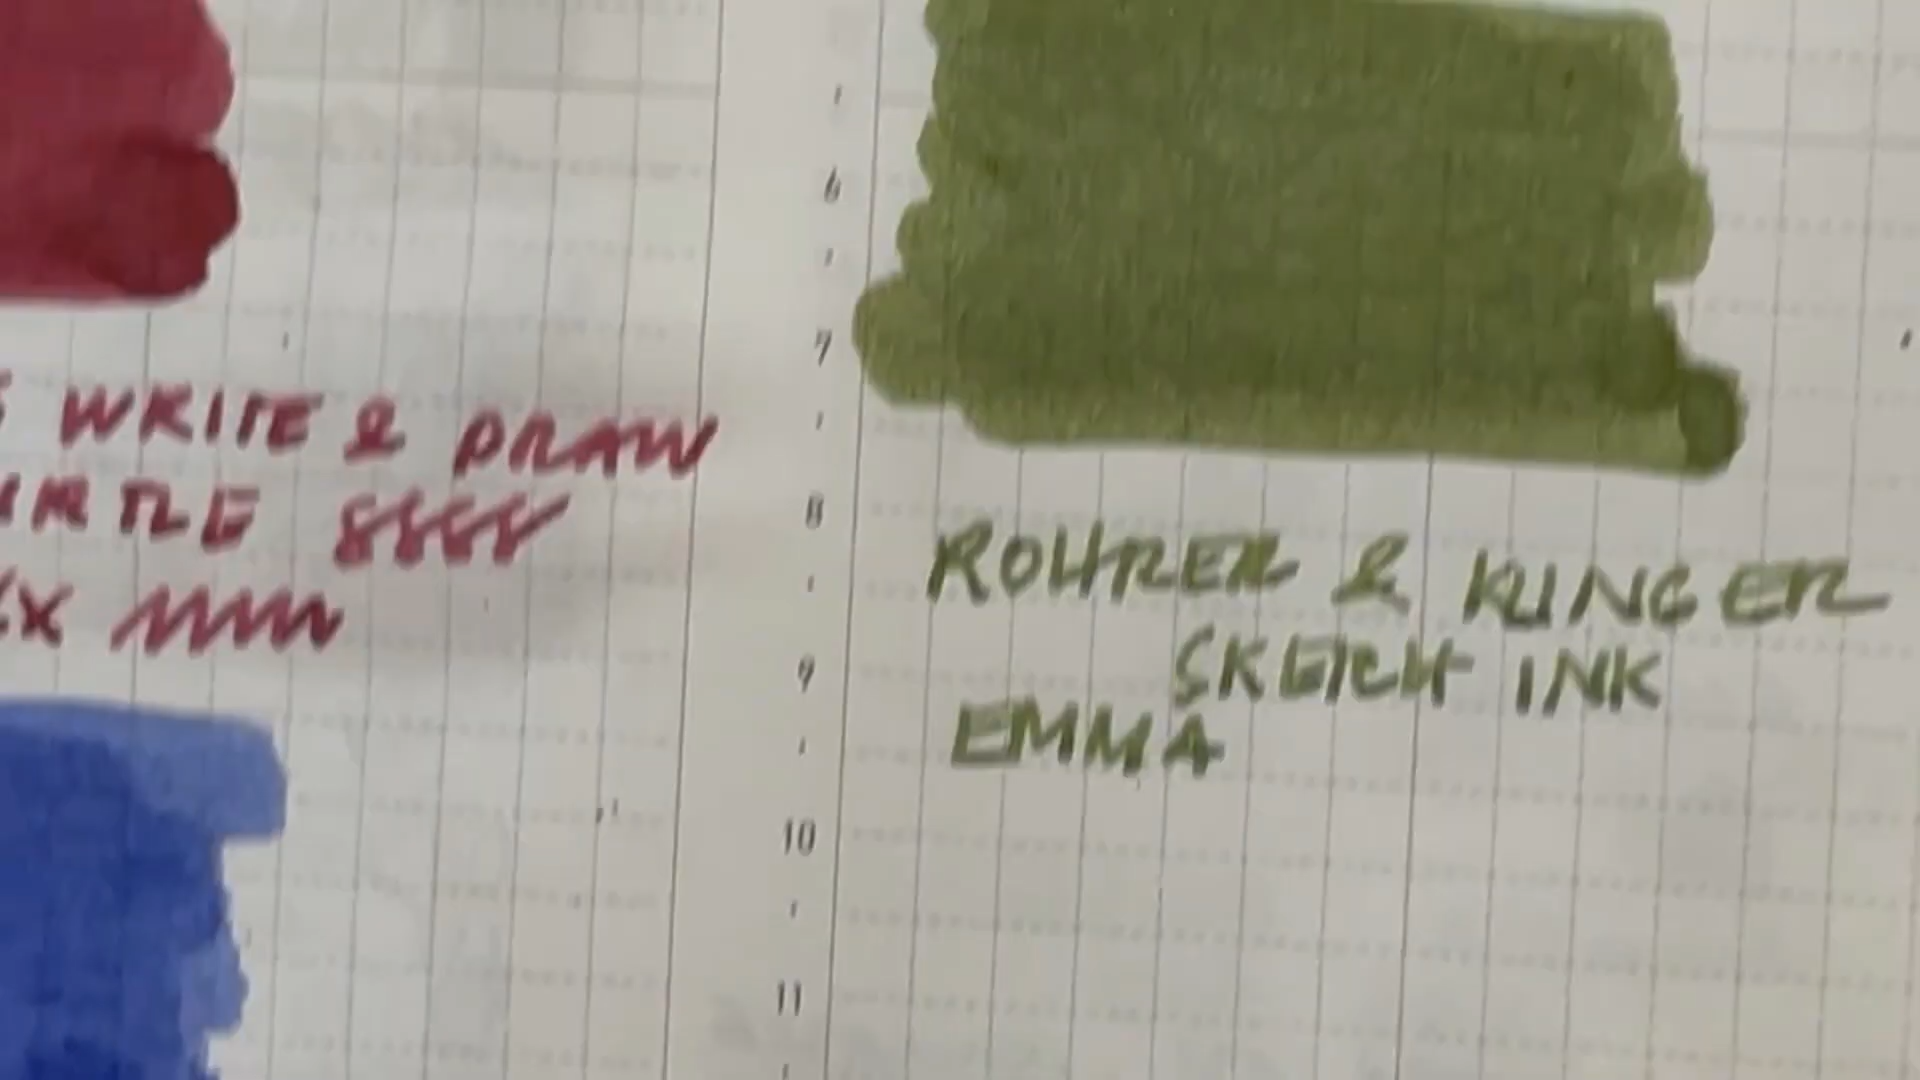 WRITE & DRAW
6
7
8
9
10
11
ROHRER & KLINGER
SKETCH INK
EMMA